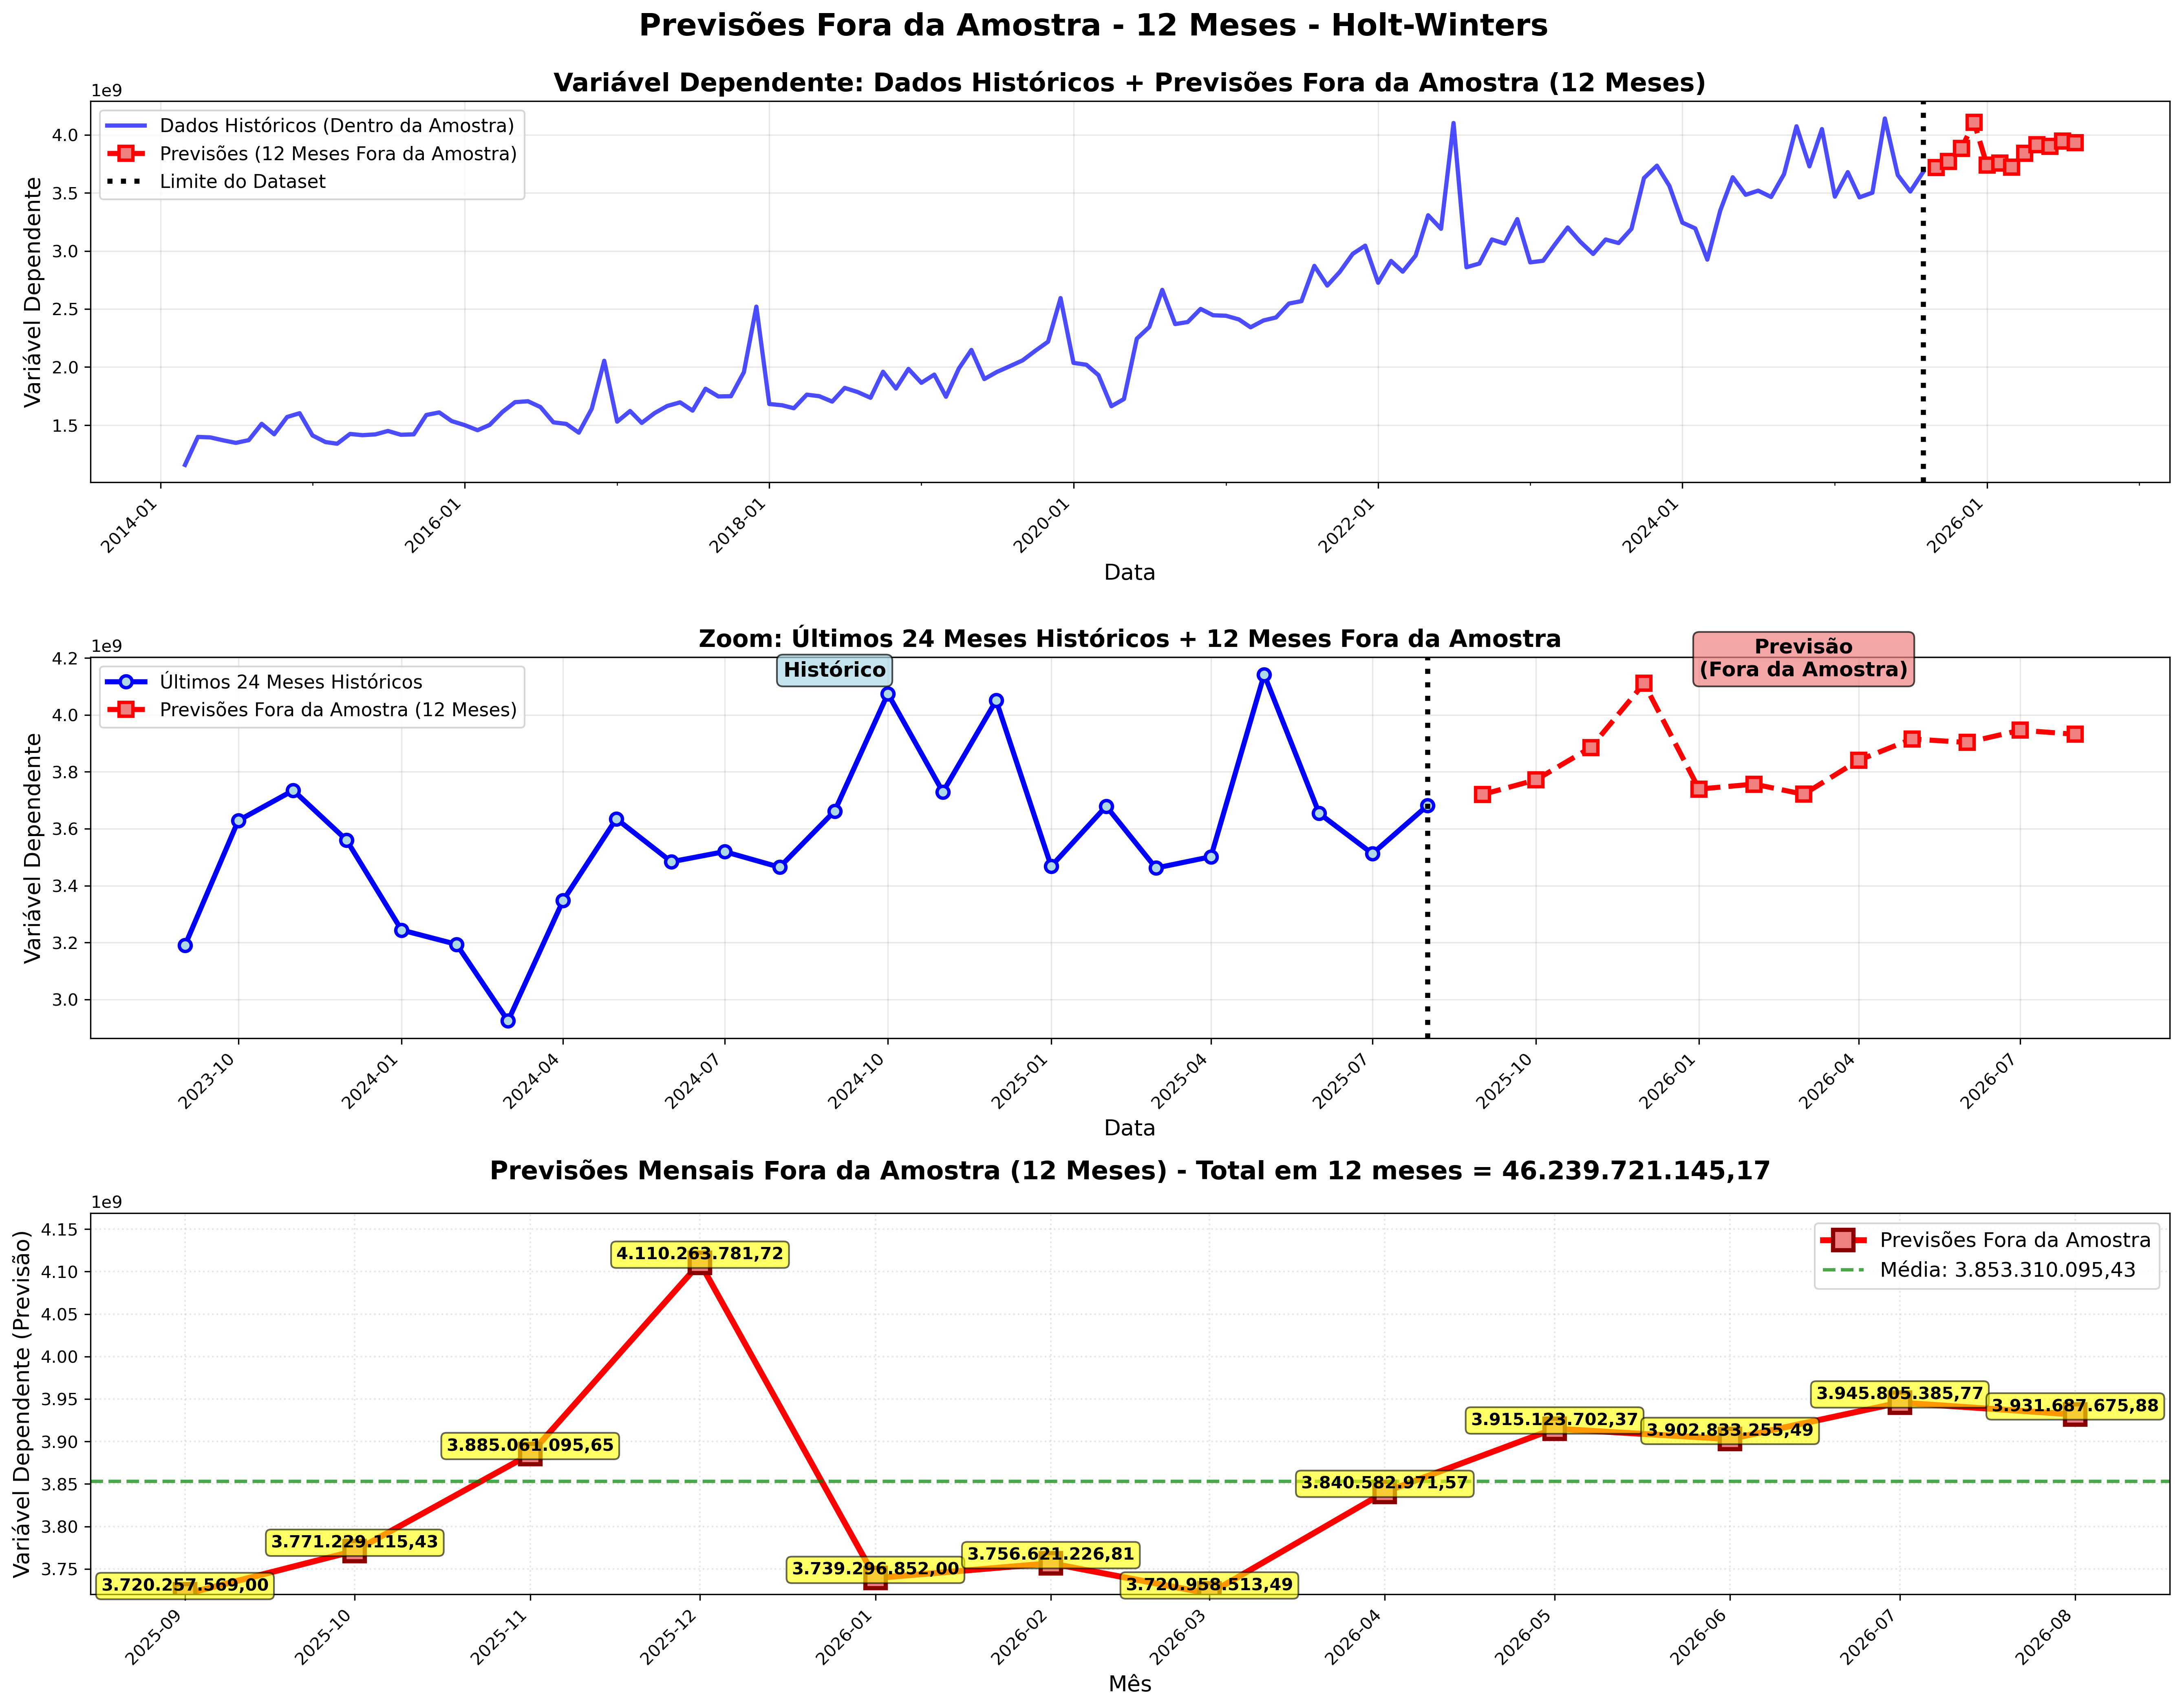 Previsões Fora da Amostra - 12 Meses - Holt-Winters
Variável Dependente: Dados Históricos + Previsões Fora da Amostra (12 Meses)
1e9
Dados Históricos (Dentro da Amostra)
Previsões (12 Meses Fora da Amostra)
Limite do Dataset
Variável Dependente
4.0
3.5
3.0
2.5
2.0
1.5
2014-01
2016-01
2018-01
2020-01
2022-01
2024-01
2026-01
Data
Zoom: Últimos 24 Meses Históricos + 12 Meses Fora da Amostra
1e9
Últimos 24 Meses Históricos
Previsões Fora da Amostra (12 Meses)
Histórico
Previsão
(Fora da Amostra)
Variável Dependente
4.2
4.0
3.8
3.6
3.4
3.2
3.0
2023-10
2024-01
2024-04
2024-07
2024-10
2025-01
2025-04
2025-07
2025-10
2026-01
2026-04
2026-07
Data
Previsões Mensais Fora da Amostra (12 Meses) - Total em 12 meses = 46.239.721.145,17
1e9
Previsões Fora da Amostra
Média: 3.853.310.095,43
Variável Dependente (Previsão)
4.15
4.10
4.05
4.00
3.95
3.90
3.85
3.80
3.75
3.720.257.569,00
3.771.229.115,43
3.885.061.095,65
4.110.263.781,72
3.739.296.852,00
3.756.621.226,81
3.720.958.513,49
3.840.582.971,57
3.915.123.702,37
3.902.833.255,49
3.945.805.385,77
3.931.687.675,88
2025-09
2025-10
2025-11
2025-12
2026-01
2026-02
2026-03
2026-04
2026-05
2026-06
2026-07
2026-08
Mês